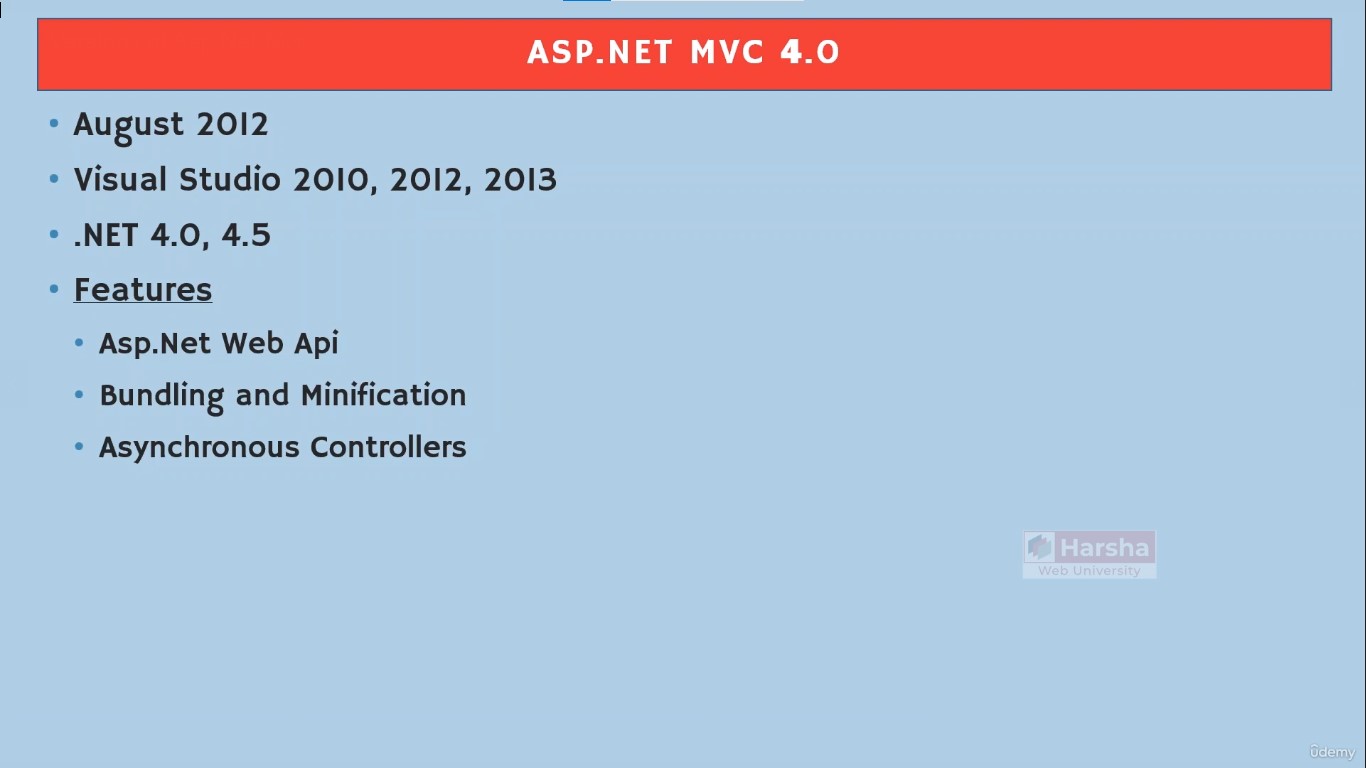 ASP.NET MVC 4.0
• August 2012
• Visual Studio 2010, 2012, 2013
• .NET 4.0, 4.5
• Features
• Asp.Net Web Api
• Bundling and Minification
• Asynchronous Controllers
Harsha
Web University
ûdemy